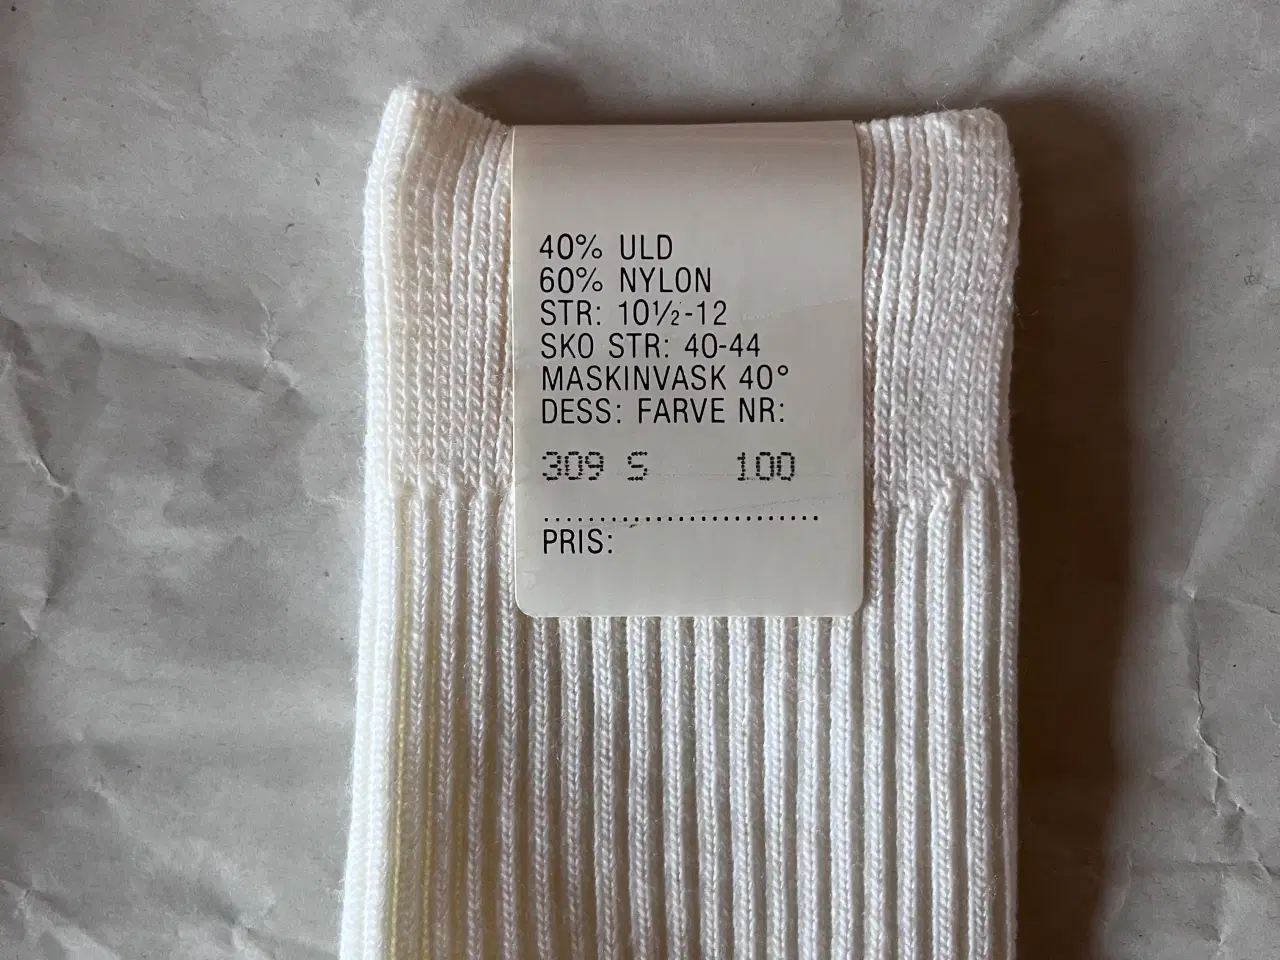 40% ULD
60% NYLON
STR: 10½-12
SKO STR: 40-44
MASKINVASK 40°
DESS: FARVE NR:
309 S 100
........................
PRIS: